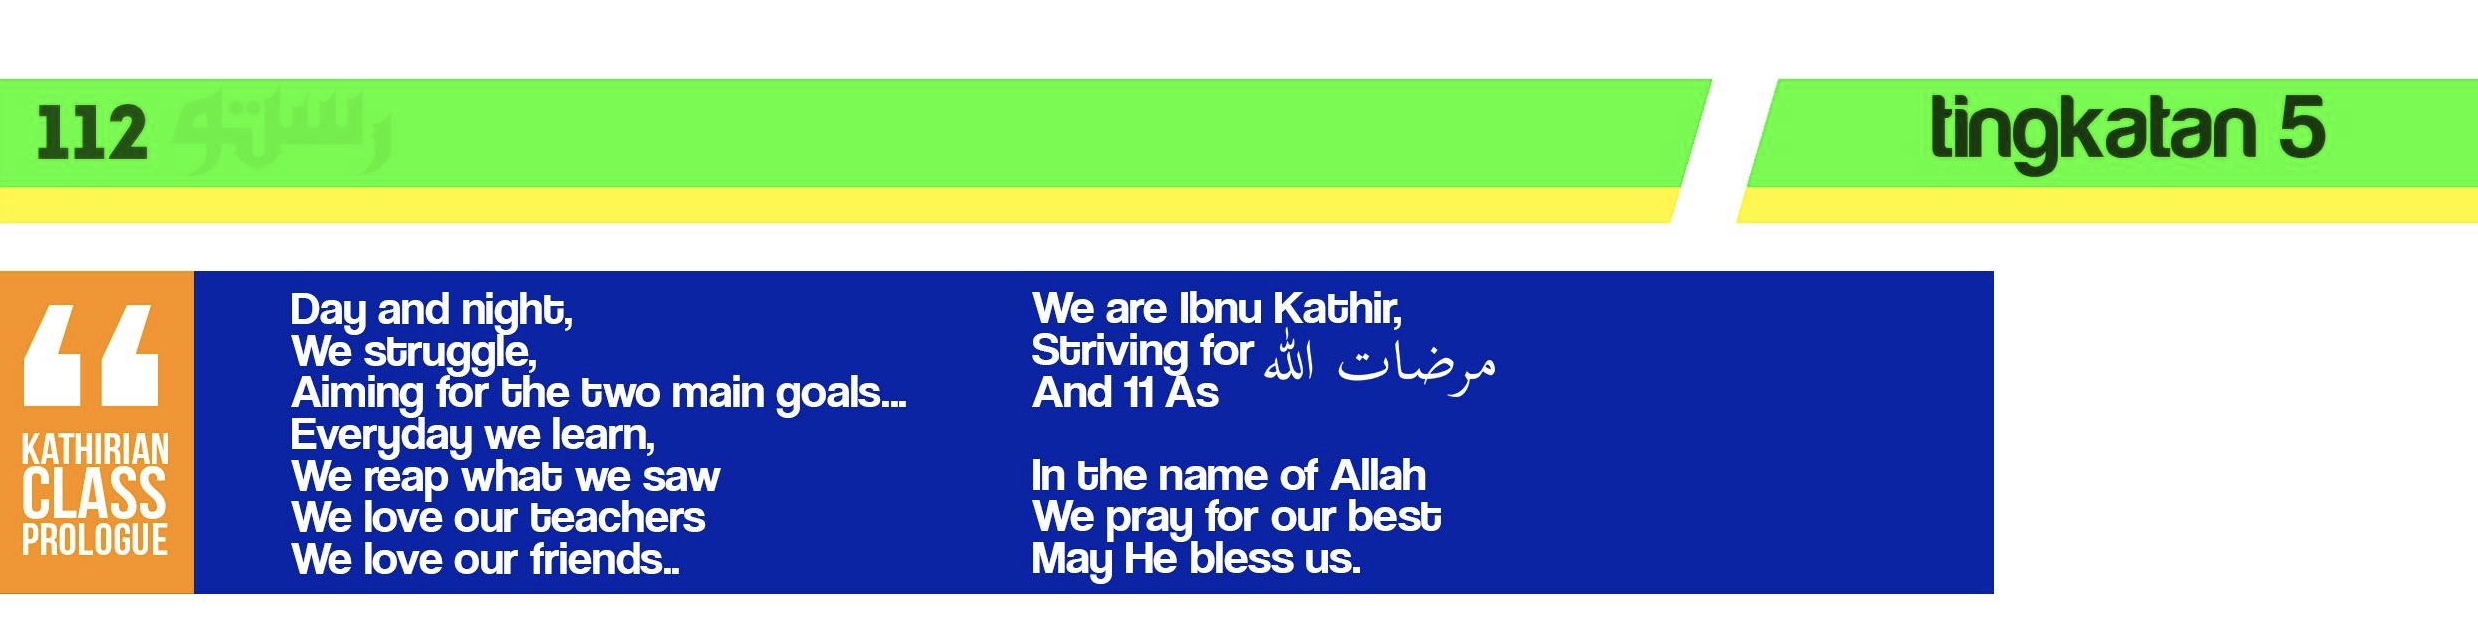 112 رستو
tingkatan 5
KATHIRIAN
CLASS
PROLOGUE
Day and night,
We struggle,
Aiming for the two main goals...
Everyday we learn,
We reap what we saw
We love our teachers
We love our friends..
We are Ibnu Kathir,
Striving for مرضات الله
And 11 As
In the name of Allah
We pray for our best
May He bless us.